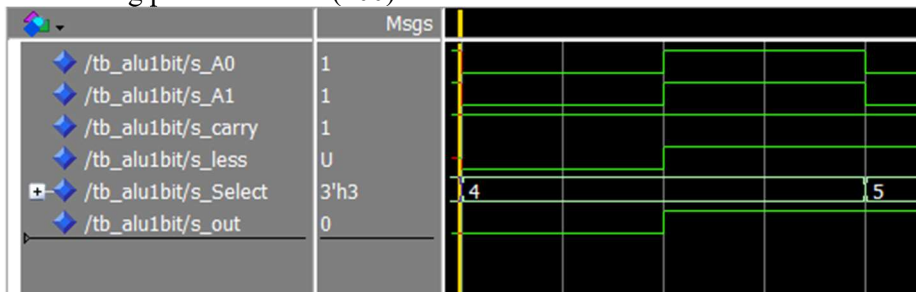 Msgs
/tb_alu1bit/s_A0 1
/tb_alu1bit/s_A1 1
/tb_alu1bit/s_carry 1
/tb_alu1bit/s_less U
/tb_alu1bit/s_Select 3'h3 4 5
/tb_alu1bit/s_out 0